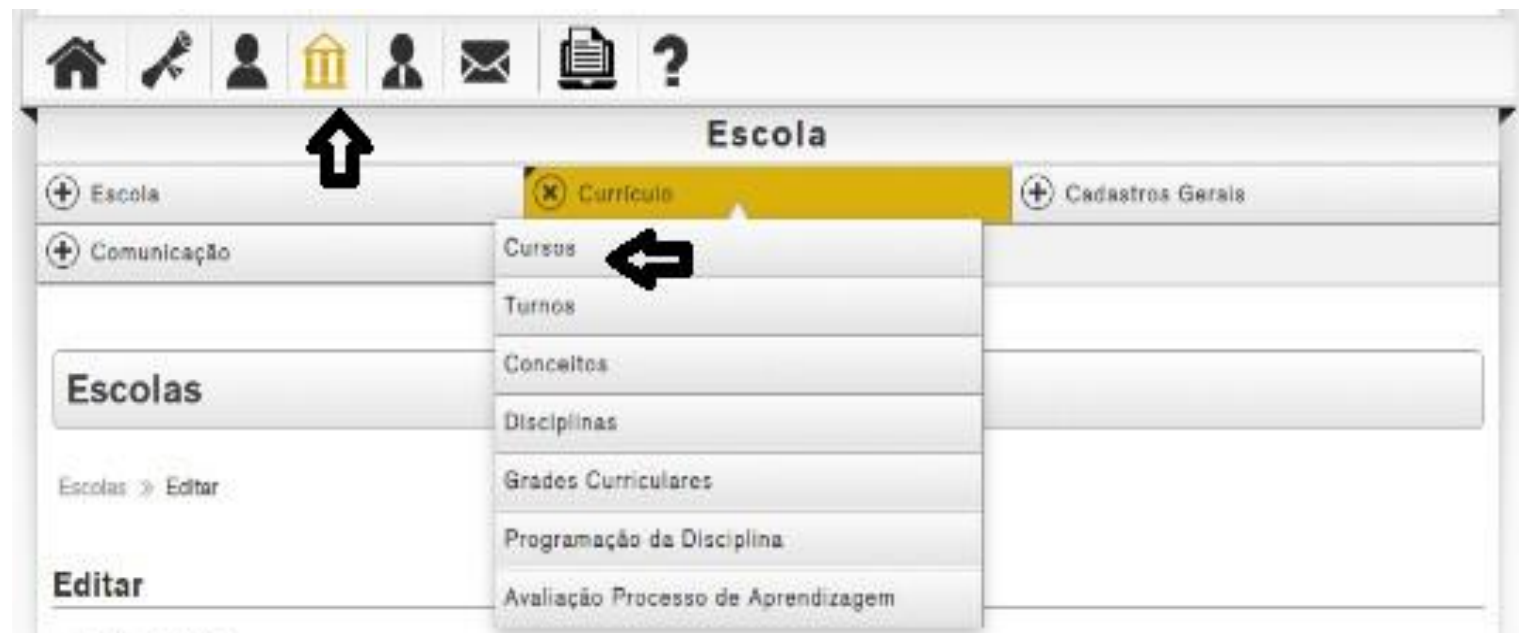 Escola
Escola
Currículo
Cadastros Gerais
Comunicação
Cursos
Turnos
Conceitos
Disciplinas
Grades Curriculares
Programação da Disciplina
Avaliação Processo de Aprendizagem
Escolas
Escolas » Editar
Editar